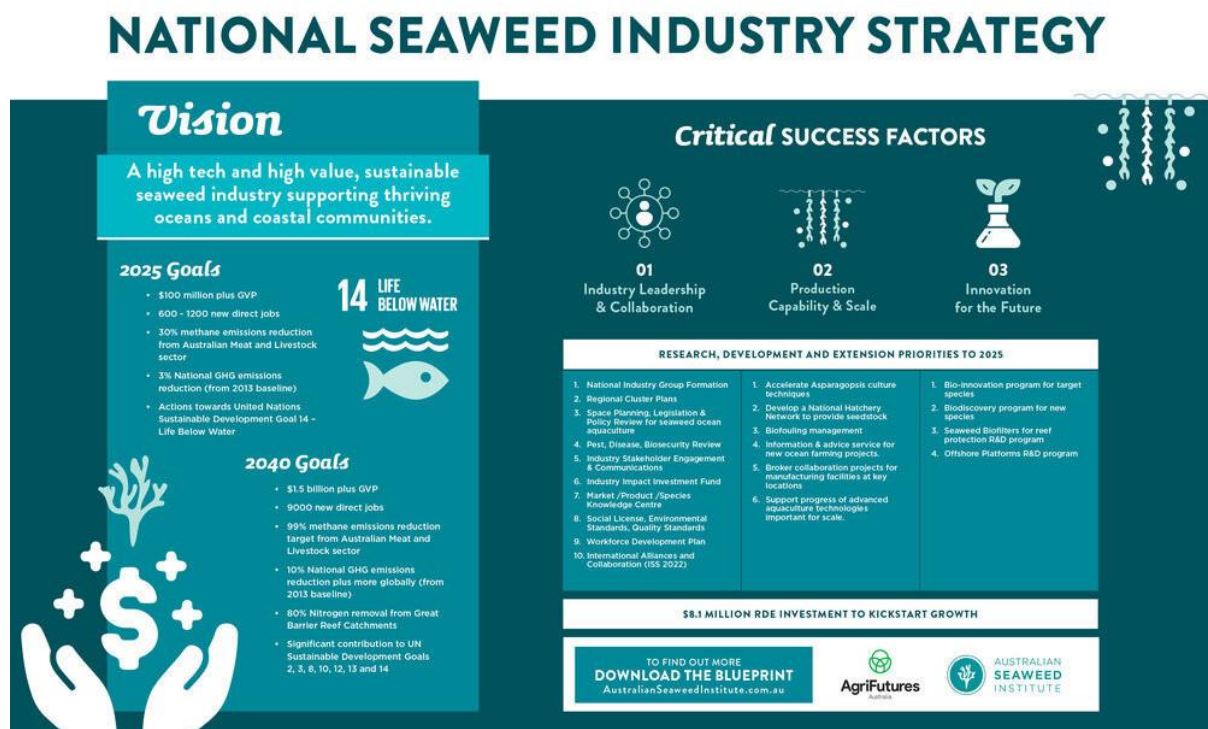 NATIONAL SEAWEED INDUSTRY STRATEGY
Vision
A high tech and high value, sustainable
seaweed industry supporting thriving
oceans and coastal communities.
2025 Goals
• $100 million plus GVP
• 600 - 1200 new direct jobs
• 30% methane emissions reduction
from Australian Meat and Livestock
sector
• 3% National GHG emissions
reduction (from 2013 baseline)
• Actions towards United Nations
Sustainable Development Goal 14 –
Life Below Water
14 LIFE
BELOW WATER
2040 Goals
• $1.5 billion plus GVP
• 9000 new direct jobs
• 99% methane emissions reduction
target from Australian Meat and
Livestock sector
• 10% National GHG emissions
reduction plus more globally (from
2013 baseline)
• 80% Nitrogen removal from Great
Barrier Reef Catchments
• Significant contribution to UN
Sustainable Development Goals
2, 3, 8, 10, 12, 13 and 14
$
Critical SUCCESS FACTORS
01
Industry Leadership
& Collaboration
02
Production
Capability & Scale
03
Innovation
for the Future
RESEARCH, DEVELOPMENT AND EXTENSION PRIORITIES TO 2025
1. National Industry Group Formation
2. Regional Cluster Plans
3. Space Planning, Legislation &
Policy Review for seaweed ocean
aquaculture
4. Pest, Disease, Biosecurity Review
5. Industry Stakeholder Engagement
& Communications
6. Industry Impact Investment Fund
7. Market /Product /Species
Knowledge Centre
8. Social License, Environmental
Standards, Quality Standards
9. Workforce Development Plan
10. International Alliances and
Collaboration (ISS 2022)
1. Accelerate Asparagopsis culture
techniques
2. Develop a National Hatchery
Network to provide seedstock
3. Biofouling management
4. Information & advice service for
new ocean farming projects.
5. Broker collaboration projects for
manufacturing facilities at key
locations
6. Support progress of advanced
aquaculture technologies
important for scale.
1. Bio-innovation program for target
species
2. Biodiscovery program for new
species
3. Seaweed Biofilters for reef
protection R&D program
4. Offshore Platforms R&D program
$8.1 MILLION RDE INVESTMENT TO KICKSTART GROWTH
TO FIND OUT MORE
DOWNLOAD THE BLUEPRINT
AustralianSeaweedInstitute.com.au
AgriFutures
Australia
AUSTRALIAN
SEAWEED
INSTITUTE